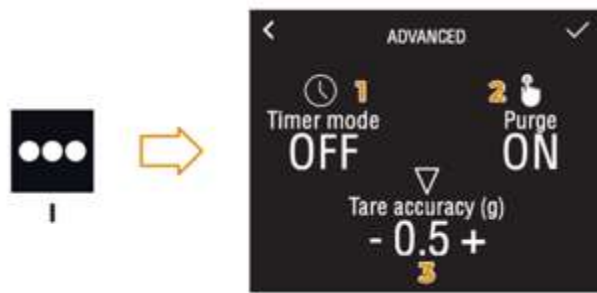 ADVANCED
1 2
Timer mode Purge
OFF ON
Tare accuracy (g)
- 0.5 +
3
I